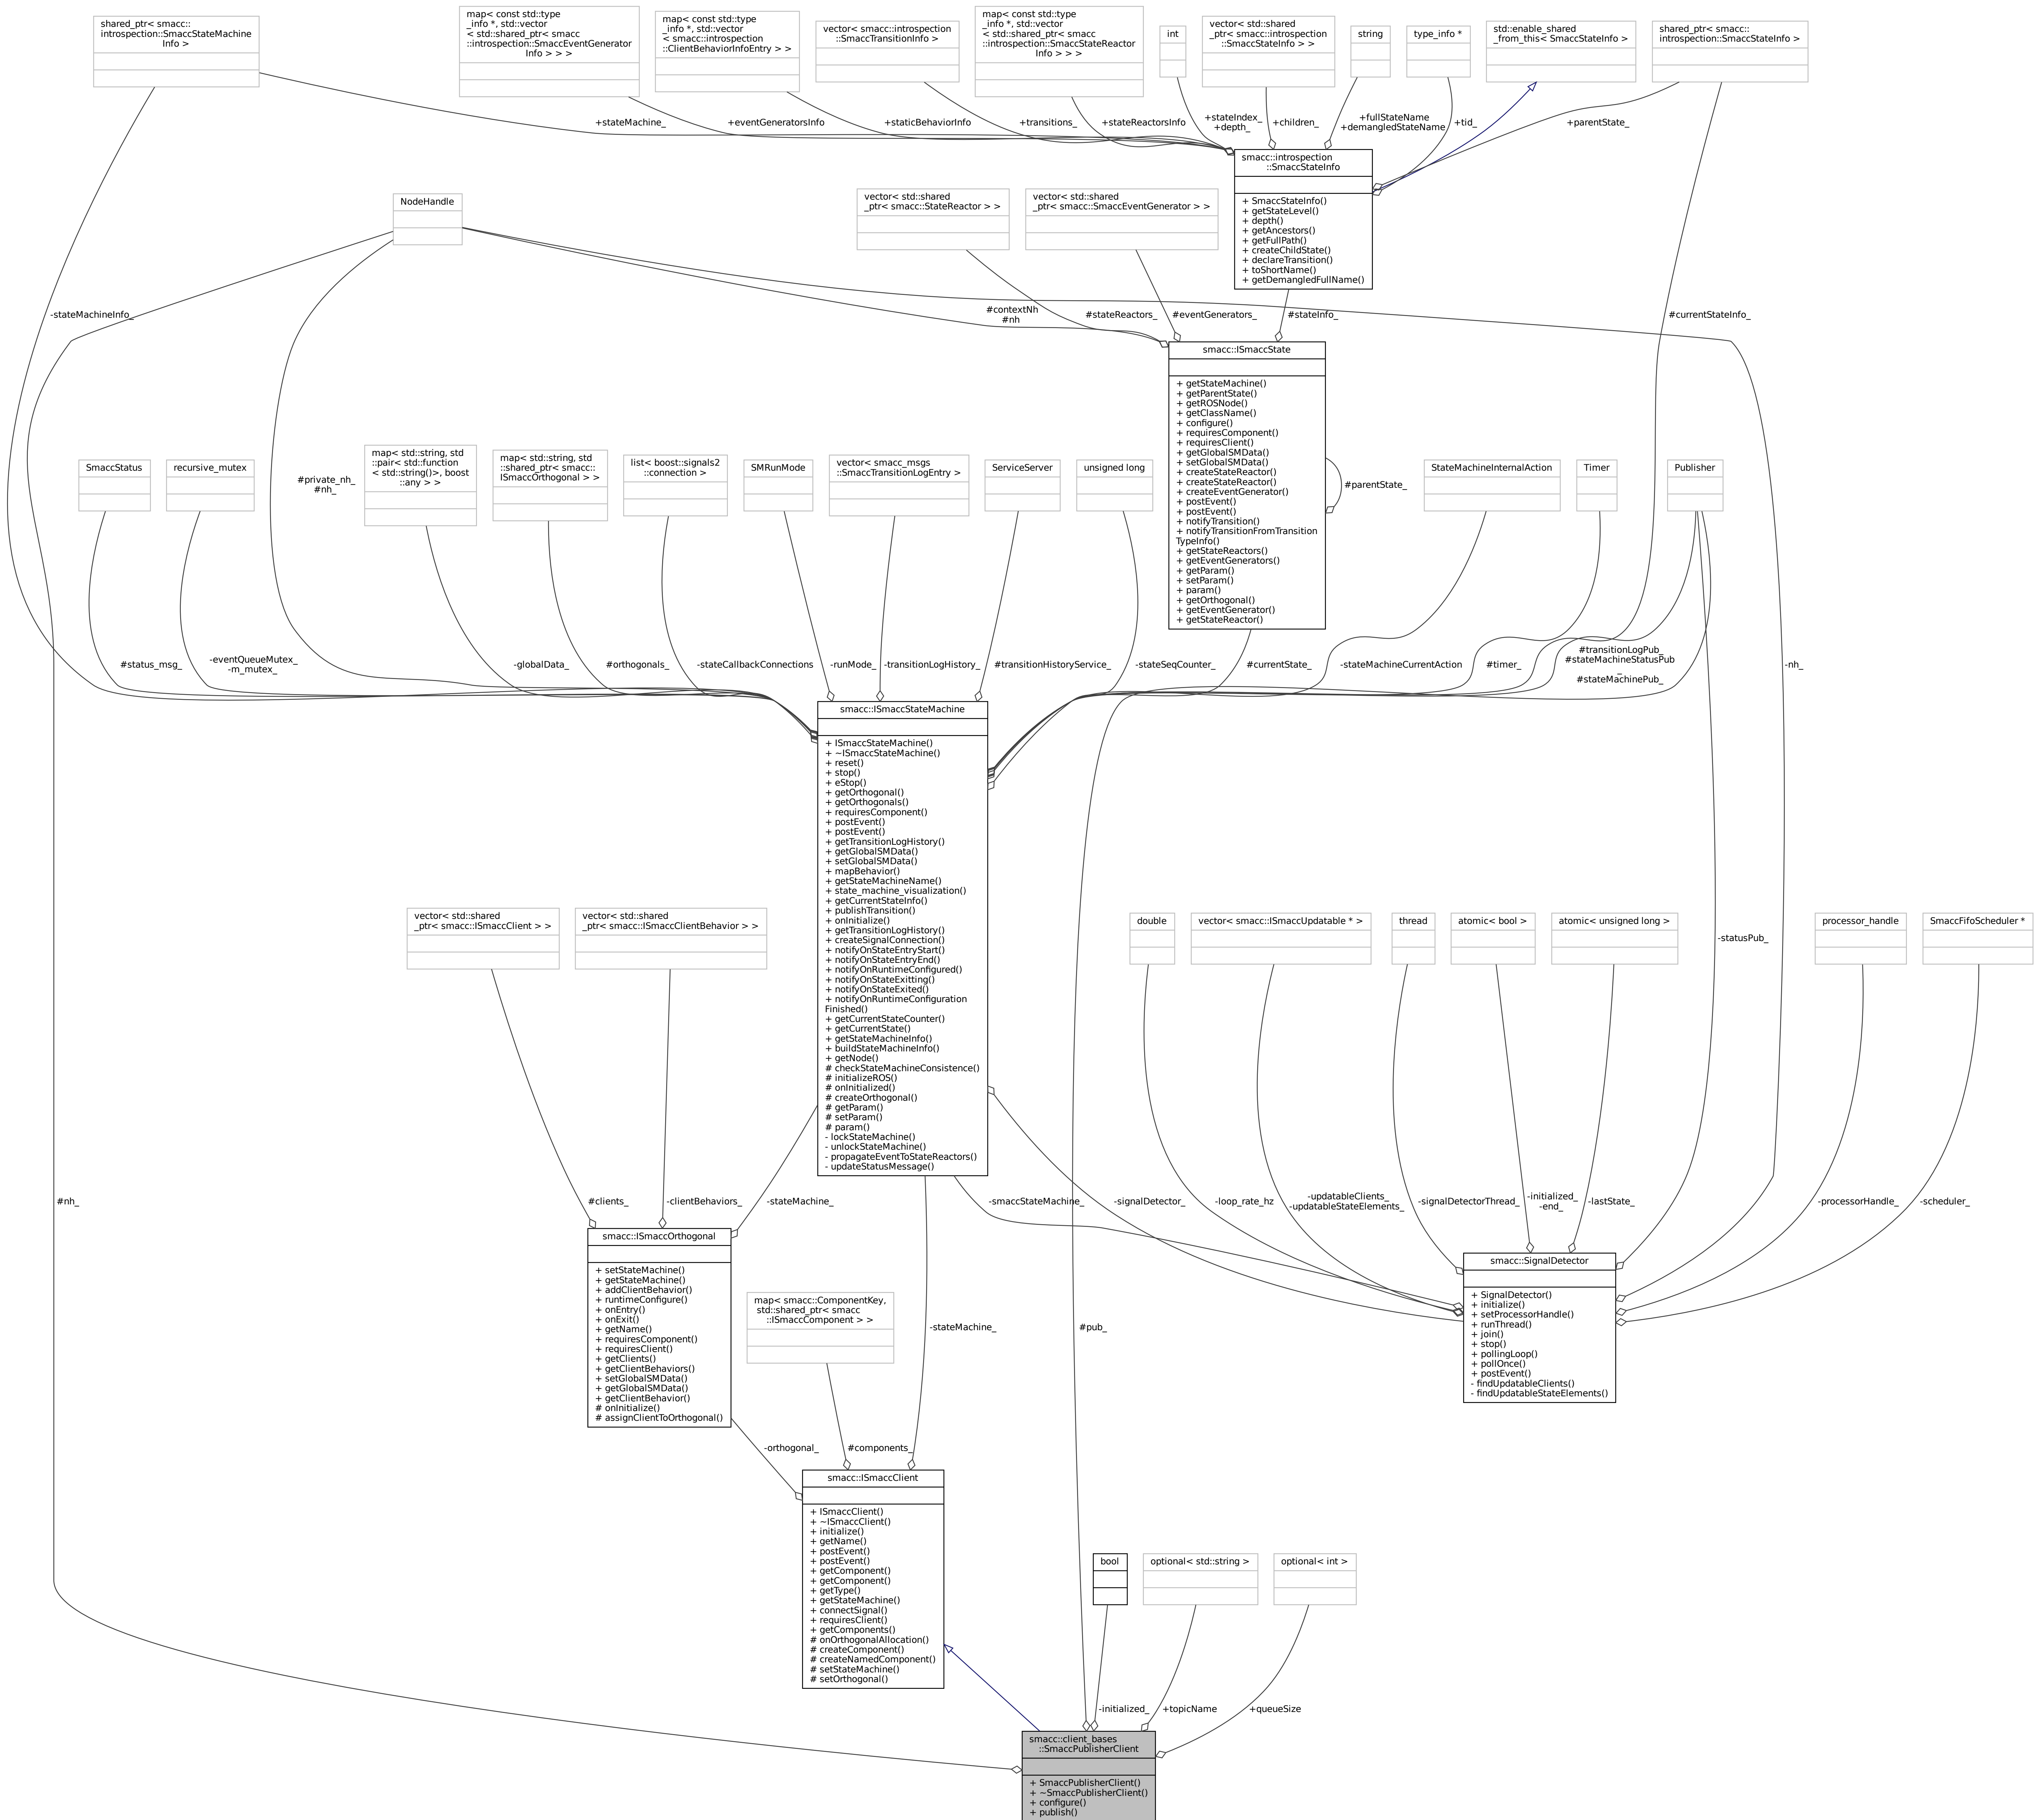 shared_ptr< smacc::
introspection::SmaccStateMachine
Info >
map< const std::type
_info *, std::vector
< std::shared_ptr< smacc
::introspection::SmaccEventGenerator
Info > > >
map< const std::type
_info *, std::vector
< smacc::introspection
::ClientBehaviorInfoEntry > >
vector< smacc::introspection
::SmaccTransitionInfo >
map< const std::type
_info *, std::vector
< std::shared_ptr< smacc
::introspection::SmaccStateReactor
Info > > >
int
vector< std::shared
_ptr< smacc::introspection
::SmaccStateInfo > >
string
type_info *
std::enable_shared
_from_this< SmaccStateInfo >
shared_ptr< smacc::
introspection::SmaccStateInfo >
+stateMachine_
+eventGeneratorsInfo
+staticBehaviorInfo
+transitions_
+stateReactorsInfo
+stateIndex_
+depth_
+children_
+fullStateName
+demangledStateName
+tid_
+parentState_
smacc::introspection
::SmaccStateInfo
+ SmaccStateInfo()
+ getStateLevel()
+ depth()
+ getAncestors()
+ getFullPath()
+ createChildState()
+ declareTransition()
+ toShortName()
+ getDemangledFullName()
NodeHandle
vector< std::shared
_ptr< smacc::StateReactor > >
vector< std::shared
_ptr< smacc::SmaccEventGenerator > >
-stateMachineInfo_
#contextNh
#nh
#stateReactors_
#eventGenerators_
#stateInfo_
#currentStateInfo_
smacc::ISmaccState
+ getStateMachine()
+ getParentState()
+ getROSNode()
+ getClassName()
+ configure()
+ requiresComponent()
+ requiresClient()
+ getGlobalSMData()
+ setGlobalSMData()
+ createStateReactor()
+ createStateReactor()
+ createEventGenerator()
+ postEvent()
+ postEvent()
+ notifyTransition()
+ notifyTransitionFromTransition
TypeInfo()
+ getStateReactors()
+ getEventGenerators()
+ getParam()
+ setParam()
+ param()
+ getOrthogonal()
+ getEventGenerator()
+ getStateReactor()
#parentState_
SmaccStatus
recursive_mutex
#private_nh_
#nh_
map< std::string, std
::pair< std::function
< std::string()>, boost
::any > >
map< std::string, std
::shared_ptr< smacc::
ISmaccOrthogonal > >
list< boost::signals2
::connection >
SMRunMode
vector< smacc_msgs
::SmaccTransitionLogEntry >
ServiceServer
unsigned long
StateMachineInternalAction
Timer
Publisher
#status_msg_
-eventQueueMutex_
-m_mutex_
-globalData_
#orthogonals_
-stateCallbackConnections
-runMode_
-transitionLogHistory_
#transitionHistoryService_
-stateSeqCounter_
#currentState_
-stateMachineCurrentAction
#timer_
#transitionLogPub_
#stateMachineStatusPub
_
#stateMachinePub_
-nh_
smacc::ISmaccStateMachine
+ ISmaccStateMachine()
+ ~ISmaccStateMachine()
+ reset()
+ stop()
+ eStop()
+ getOrthogonal()
+ getOrthogonals()
+ requiresComponent()
+ postEvent()
+ postEvent()
+ getTransitionLogHistory()
+ getGlobalSMData()
+ setGlobalSMData()
+ mapBehavior()
+ getStateMachineName()
+ state_machine_visualization()
+ getCurrentStateInfo()
+ publishTransition()
+ onInitialize()
+ getTransitionLogHistory()
+ createSignalConnection()
+ notifyOnStateEntryStart()
+ notifyOnStateEntryEnd()
+ notifyOnRuntimeConfigured()
+ notifyOnStateExitting()
+ notifyOnStateExited()
+ notifyOnRuntimeConfiguration
Finished()
+ getCurrentStateCounter()
+ getCurrentState()
+ getStateMachineInfo()
+ buildStateMachineInfo()
+ getNode()
# checkStateMachineConsistence()
# initializeROS()
# onInitialized()
# createOrthogonal()
# getParam()
# setParam()
# param()
- lockStateMachine()
- unlockStateMachine()
- propagateEventToStateReactors()
- updateStatusMessage()
vector< std::shared
_ptr< smacc::ISmaccClient > >
vector< std::shared
_ptr< smacc::ISmaccClientBehavior > >
double
vector< smacc::ISmaccUpdatable * >
thread
atomic< bool >
atomic< unsigned long >
-statusPub_
processor_handle
SmaccFifoScheduler *
#nh_
#clients_
-clientBehaviors_
-stateMachine_
-smaccStateMachine_
-signalDetector_
-loop_rate_hz
-updatableClients_
-updatableStateElements_
-signalDetectorThread_
-initialized_
-end_
-lastState_
-processorHandle_
-scheduler_
smacc::ISmaccOrthogonal
+ setStateMachine()
+ getStateMachine()
+ addClientBehavior()
+ runtimeConfigure()
+ onEntry()
+ onExit()
+ getName()
+ requiresComponent()
+ requiresClient()
+ getClients()
+ getClientBehaviors()
+ setGlobalSMData()
+ getGlobalSMData()
+ getClientBehavior()
# onInitialize()
# assignClientToOrthogonal()
smacc::SignalDetector
+ SignalDetector()
+ initialize()
+ setProcessorHandle()
+ runThread()
+ join()
+ stop()
+ pollingLoop()
+ pollOnce()
+ postEvent()
- findUpdatableClients()
- findUpdatableStateElements()
map< smacc::ComponentKey,
std::shared_ptr< smacc
::ISmaccComponent > >
-stateMachine_
#pub_
-orthogonal_
#components_
smacc::ISmaccClient
+ ISmaccClient()
+ ~ISmaccClient()
+ initialize()
+ getName()
+ postEvent()
+ postEvent()
+ getComponent()
+ getComponent()
+ getType()
+ getStateMachine()
+ connectSignal()
+ requiresClient()
+ getComponents()
# onOrthogonalAllocation()
# createComponent()
# createNamedComponent()
# setStateMachine()
# setOrthogonal()
bool
optional< std::string >
optional< int >
-initialized_
+topicName
+queueSize
smacc::client_bases
::SmaccPublisherClient
+ SmaccPublisherClient()
+ ~SmaccPublisherClient()
+ configure()
+ publish()